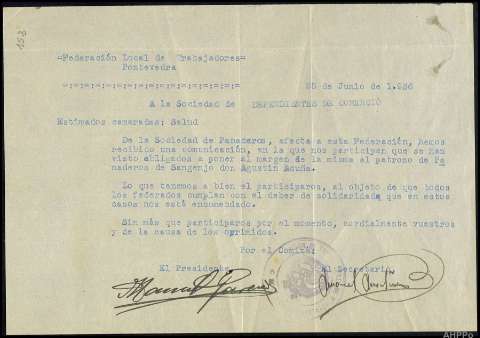 153
=Federación Local de Trabajadores=
Pontevedra
25 de Junio de 1.936
A la Sociedad de DEPENDIENTES DE COMERCIO
Estimados camaradas: Salud
De la Sociedad de Panaderos, afecta a esta Federación, hemos
recibido una comunicación, en la que nos participan que se han
visto obligados a poner al margen de la misma al patrono de Pa
naderos de Sangenjo don Agustin Acuña.
Lo que tenemos a bien el participaros, al objeto de que todos
los federados cumplan con el deber de solidaridad que en estos
casos nos está encomendado.
Sin más que participaros por el momento, cordialmente vuestros
y de la causa de los oprimidos.
Por el Comité:
El Presidente
El Secretario
Manuel
AHPPo